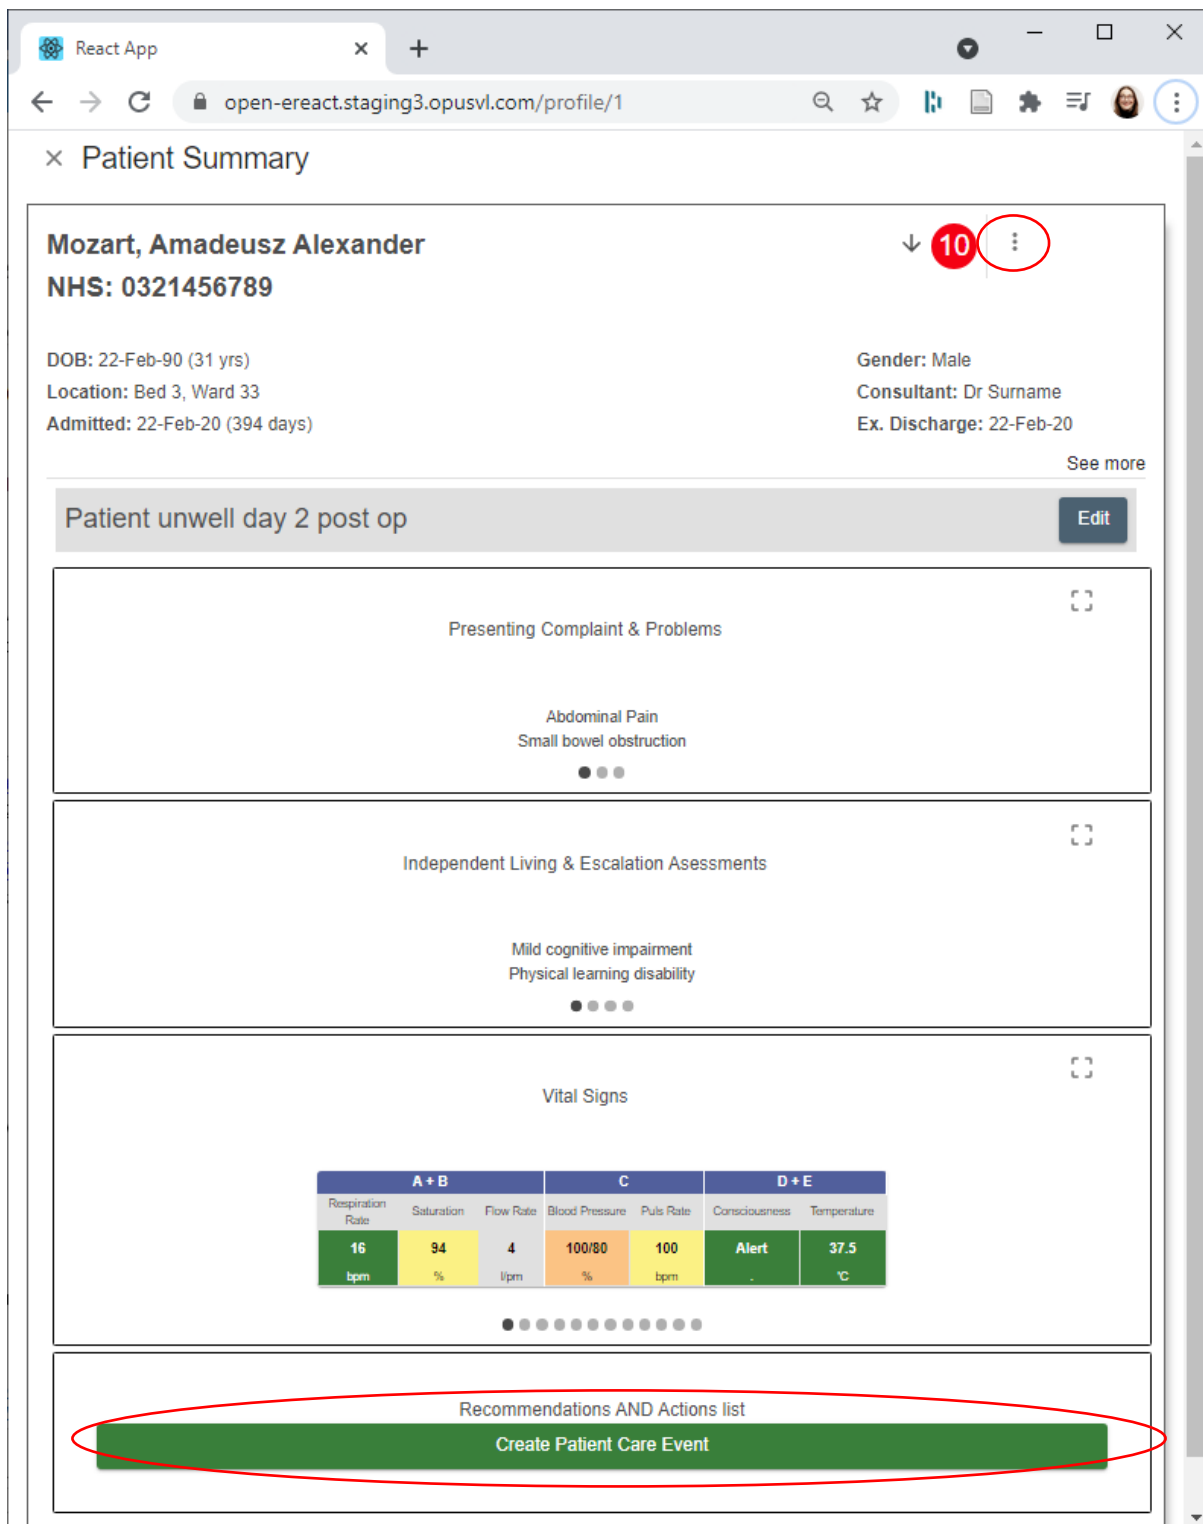 React App
open-ereact.staging3.opusvl.com/profile/1
Patient Summary
Mozart, Amadeusz Alexander
10
NHS: 0321456789
DOB: 22-Feb-90 (31 yrs)
Gender: Male
Location: Bed 3, Ward 33
Consultant: Dr Surname
Admitted: 22-Feb-20 (394 days)
Ex. Discharge: 22-Feb-20
See more
Patient unwell day 2 post op
Edit
Presenting Complaint & Problems
Abdominal Pain
Small bowel obstruction
Independent Living & Escalation Asessments
Mild cognitive impairment
Physical learning disability
Vital Signs
A + B C D + E
Respiration Rate Saturation Flow Rate Blood Pressure Puls Rate Consciousness Temperature
16 94 4 100/80 100 Alert 37.5
bpm % l/pm % bpm . °C
Recommendations AND Actions list
Create Patient Care Event